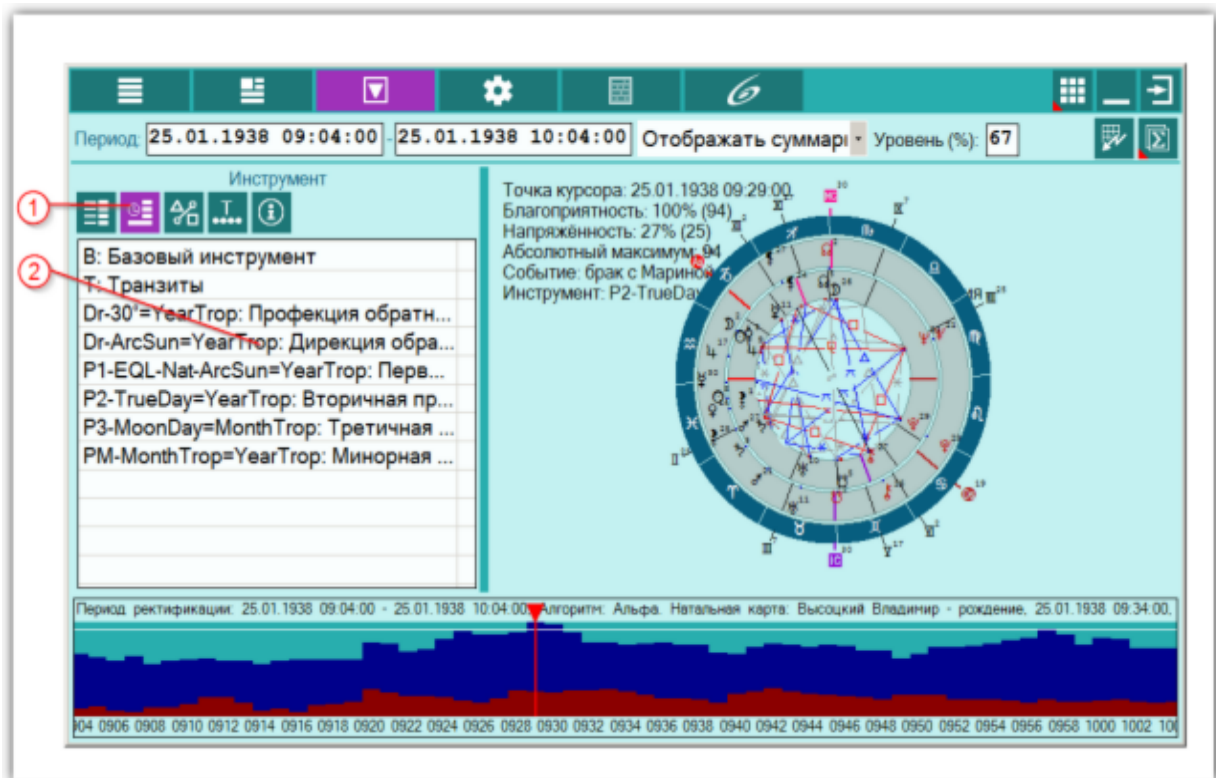 Период: 25.01.1938 09:04:00 - 25.01.1938 10:04:00 Отображать суммарн Уровень (%): 67
Инструмент
1
2
B: Базовый инструмент
T: Транзиты
Dr-30°=YearTrop: Профекция обратн...
Dr-ArcSun=YearTrop: Дирекция обра...
P1-EQL-Nat-ArcSun=YearTrop: Перв...
P2-TrueDay=YearTrop: Вторичная пр...
P3-MoonDay=MonthTrop: Третичная ...
PM-MonthTrop=YearTrop: Минорная ...
Точка курсора: 25.01.1938 09:29:00
Благоприятность: 100% (94)
Напряжённость: 27% (25)
Абсолютный максимум: 94
Событие: брак с Мариной
Инструмент: P2-TrueDay
MC
IC
Период ректификации: 25.01.1938 09:04:00 - 25.01.1938 10:04:00. Алгоритм: Альфа. Натальная карта: Высоцкий Владимир - рождение, 25.01.1938 09:34:00,
904 0906 0908 0910 0912 0914 0916 0918 0920 0922 0924 0926 0928 0930 0932 0934 0936 0938 0940 0942 0944 0946 0948 0950 0952 0954 0956 0958 1000 1002 100